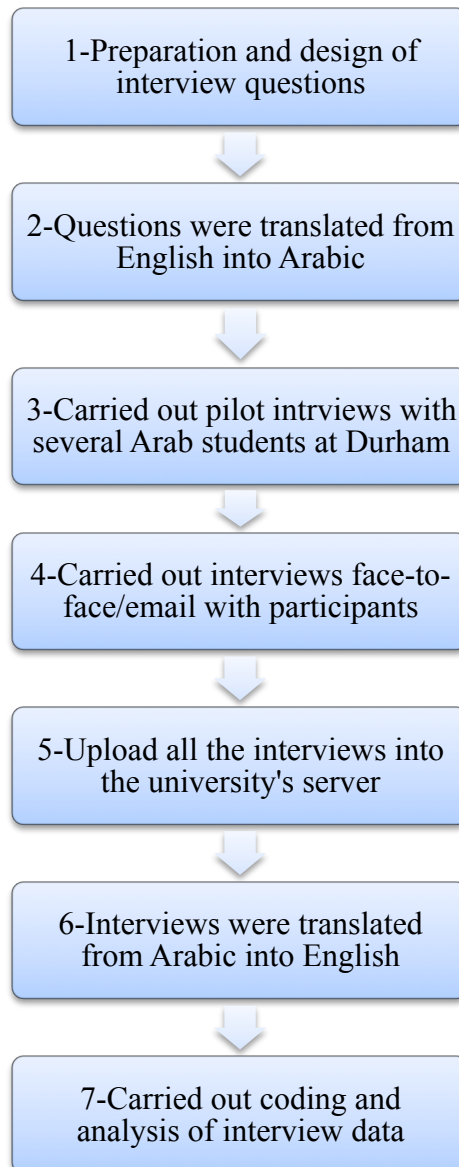 1-Preparation and design of
interview questions
2-Questions were translated from
English into Arabic
3-Carried out pilot intrviews with
several Arab students at Durham
4-Carried out interviews face-to-
face/email with participants
5-Upload all the interviews into
the university's server
6-Interviews were translated
from Arabic into English
7-Carried out coding and
analysis of interview data